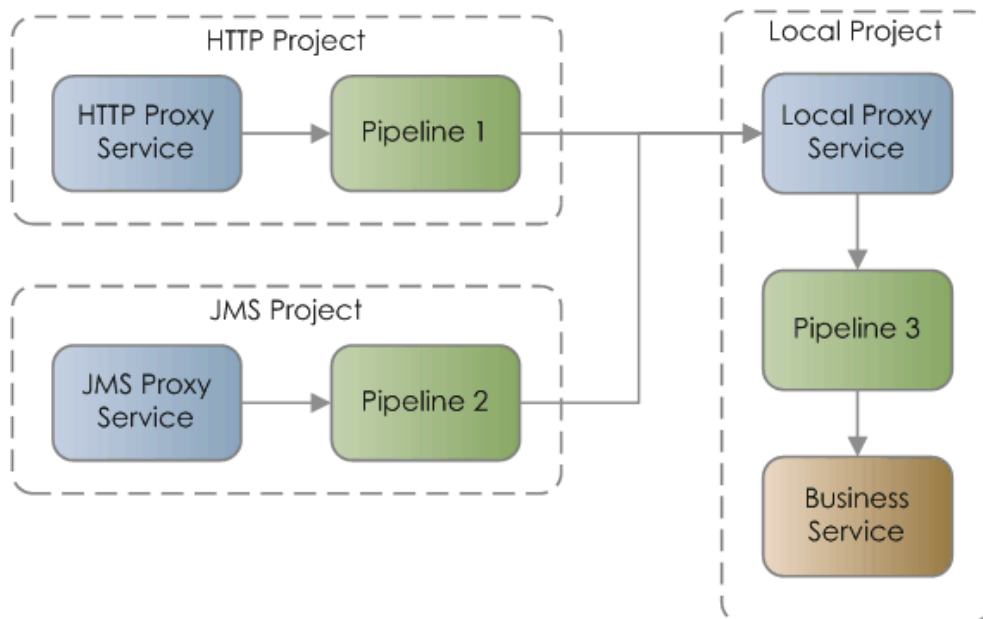 HTTP Project
HTTP Proxy
Service
Pipeline 1
JMS Project
JMS Proxy
Service
Pipeline 2
Local Project
Local Proxy
Service
Pipeline 3
Business
Service